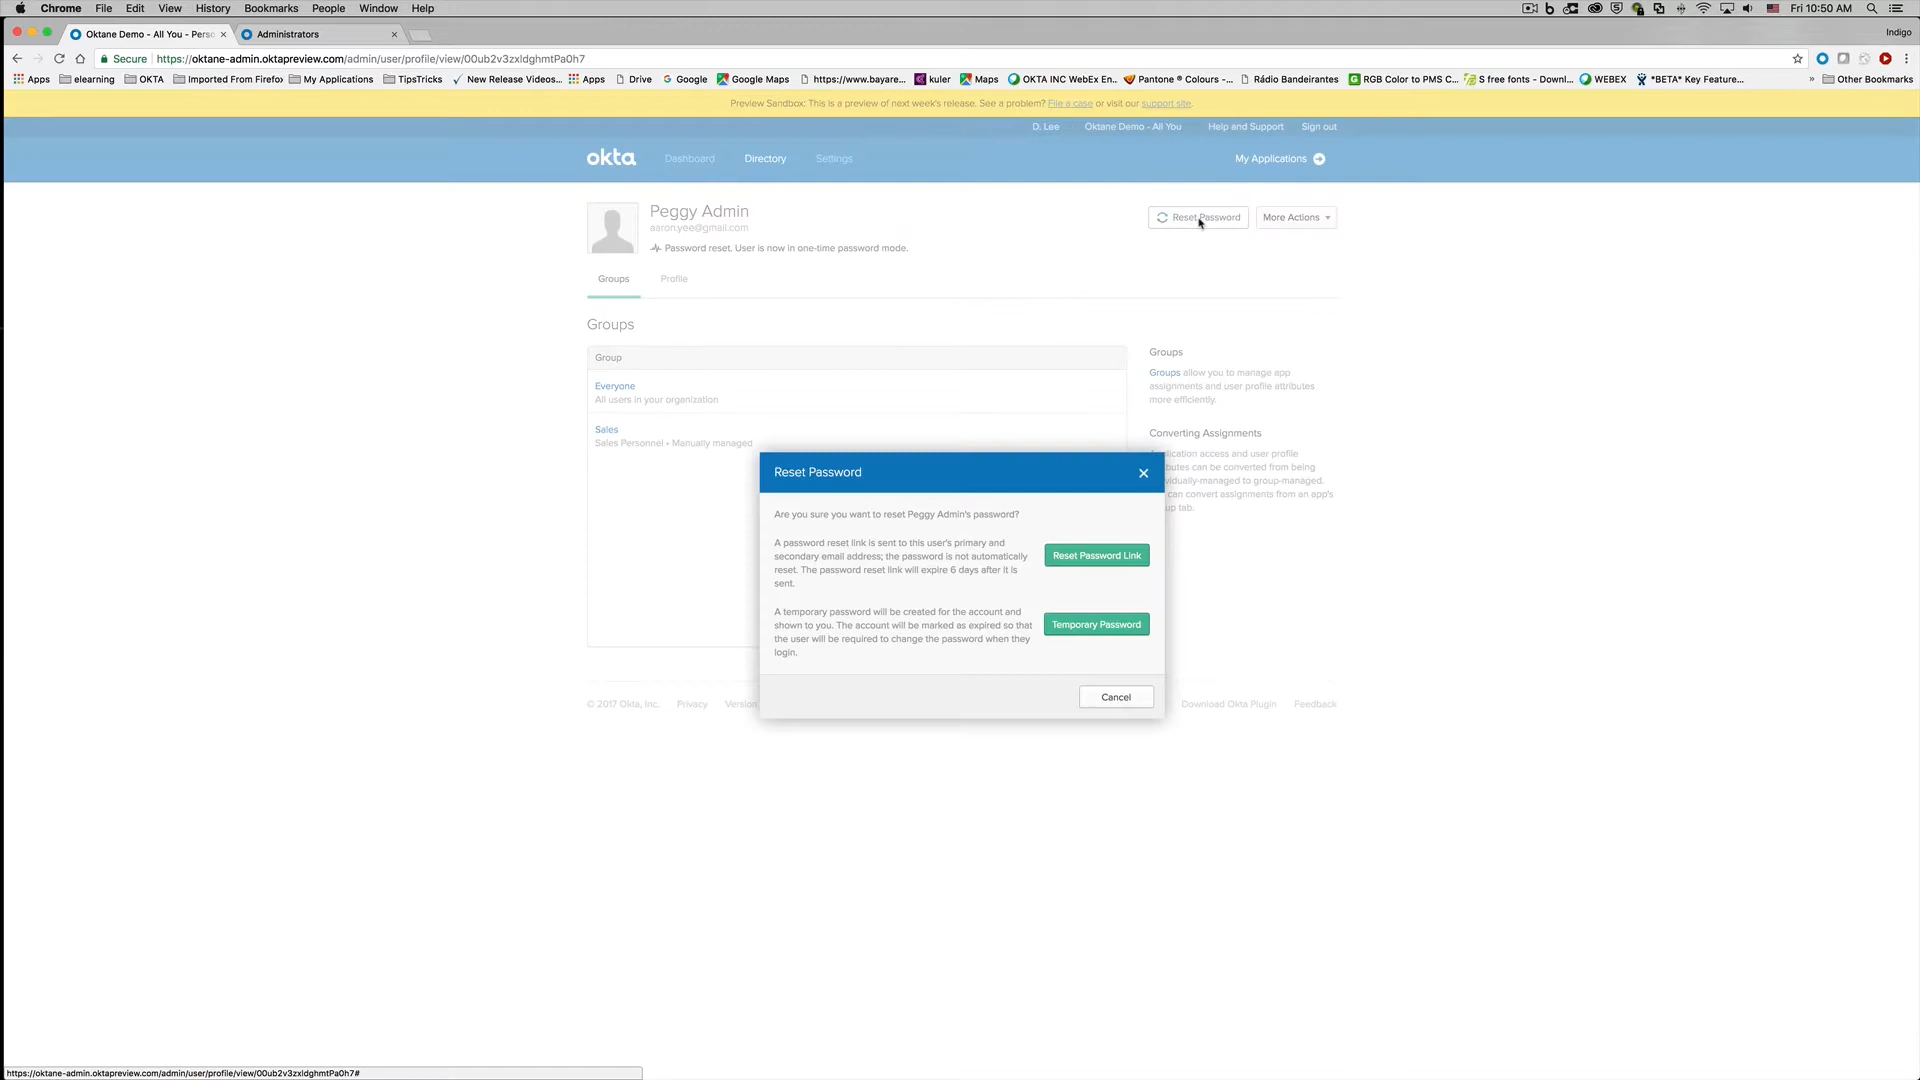 Chrome File Edit View History Bookmarks People Window Help
Fri 10:50 AM
Oktane Demo - All You - Perso
Administrators
Indigo
Secure https://oktane-admin.oktapreview.com/admin/user/profile/view/00ub2v3zxldghmtPa0h7
Apps elearning OKTA Imported From Firefox My Applications TipsTricks New Release Videos... Apps Drive Google Google Maps https://www.bayare... kuler Maps OKTA INC WebEx En.. Pantone ® Colours -... Rádio Bandeirantes RGB Color to PMS C... S free fonts - Downl... WEBEX *BETA* Key Feature... » Other Bookmarks
Preview Sandbox: This is a preview of next week's release. See a problem? File a case or visit our support site.
D. Lee Oktane Demo - All You Help and Support Sign out
okta Dashboard Directory Settings My Applications
Peggy Admin
aaron.yee@gmail.com
Password reset. User is now in one-time password mode.
Reset Password More Actions
Groups Profile
Groups
Group
Everyone
All users in your organization
Sales
Sales Personnel • Manually managed
Groups
Groups allow you to manage app
assignments and user profile attributes
more efficiently.
Converting Assignments
ication access and user profile
butes can be converted from being
vidually-managed to group-managed.
can convert assignments from an app's
up tab.
Reset Password
Are you sure you want to reset Peggy Admin's password?
A password reset link is sent to this user's primary and
secondary email address; the password is not automatically
reset. The password reset link will expire 6 days after it is
sent.
Reset Password Link
A temporary password will be created for the account and
shown to you. The account will be marked as expired so that
the user will be required to change the password when they
login.
Temporary Password
Cancel
© 2017 Okta, Inc. Privacy Version Download Okta Plugin Feedback
https://oktane-admin.oktapreview.com/admin/user/profile/view/00ub2v3zxldghmtPa0h7#